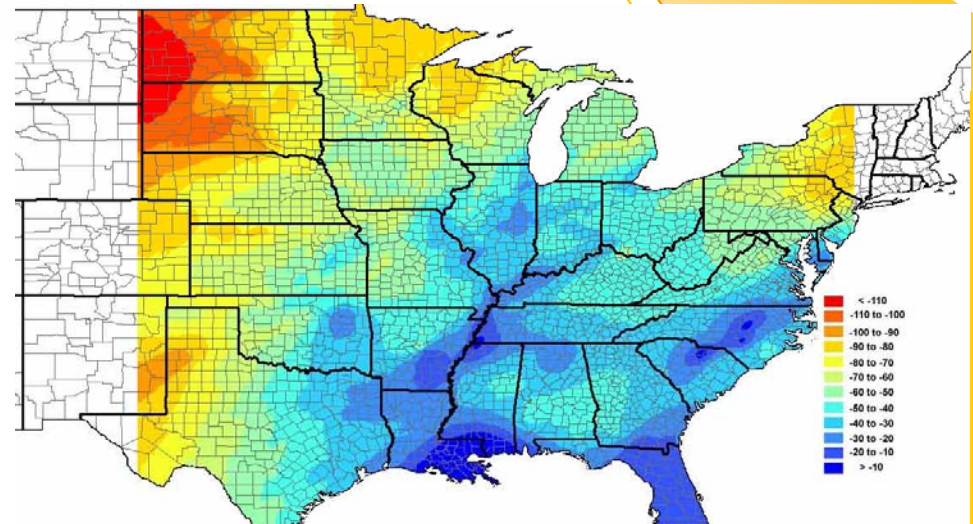 < -110
-110 to -100
-100 to -90
-90 to -80
-80 to -70
-70 to -60
-60 to -50
-50 to -40
-40 to -30
-30 to -20
-20 to -10
> -10